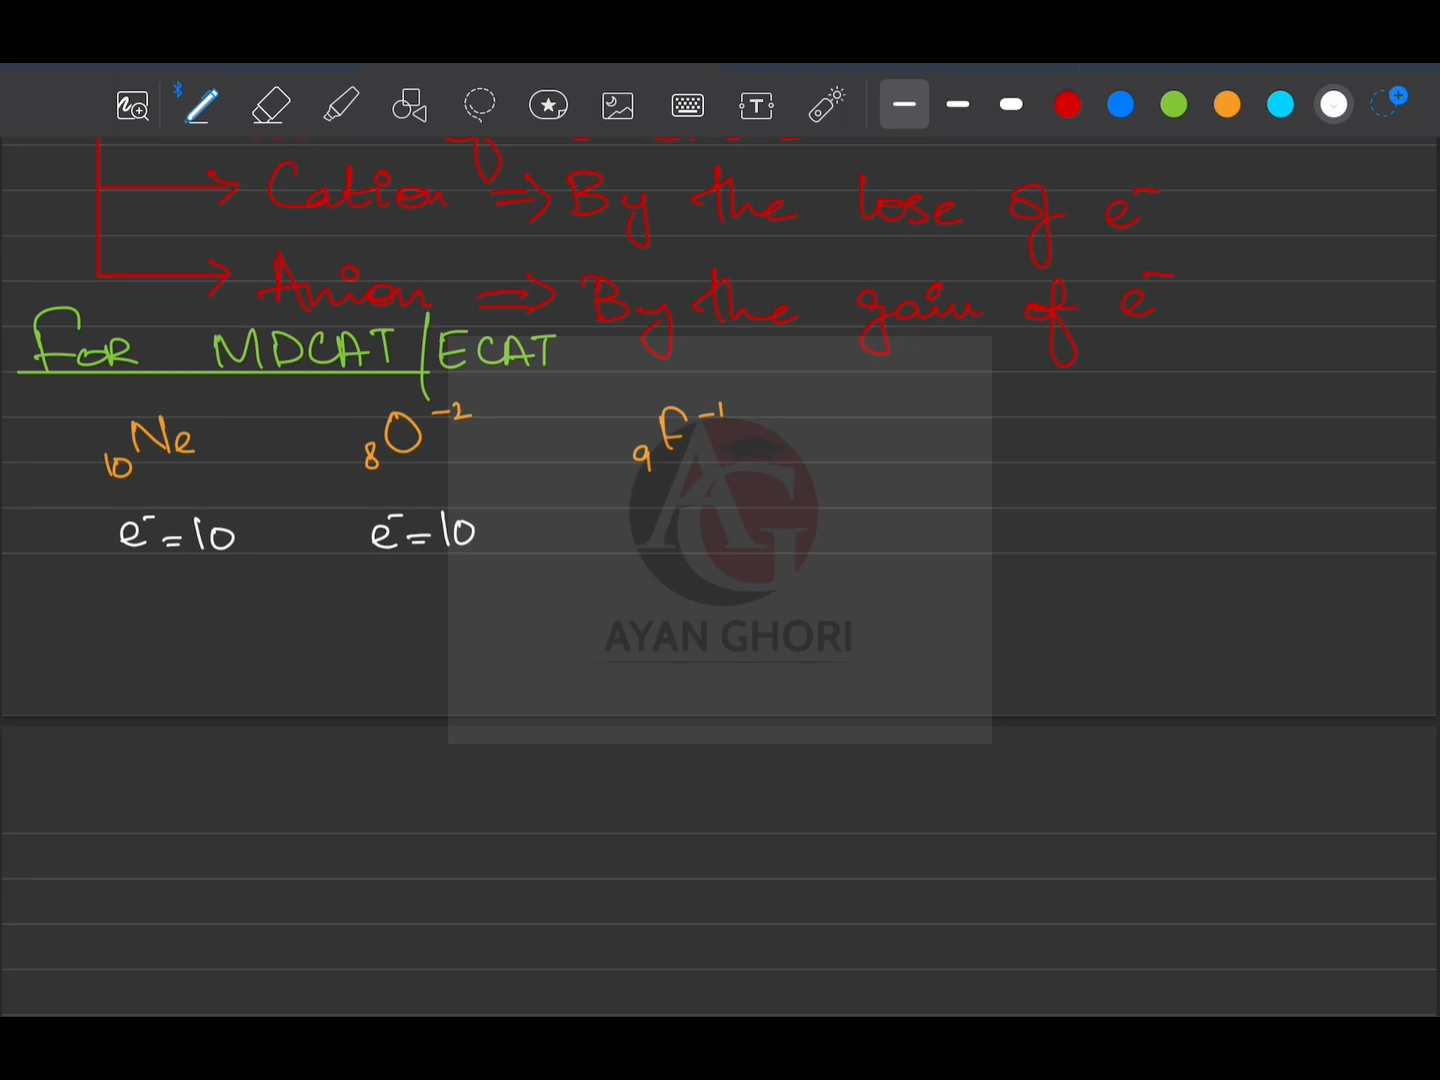 → Cation ⇒ By the lose of e⁻
→ Anion ⇒ By the gain of e⁻
FOR MDCAT/ECAT
₁₀Ne ₈O⁻² ₉F⁻¹
e⁻=10 e⁻=10
AG
AYAN GHORI